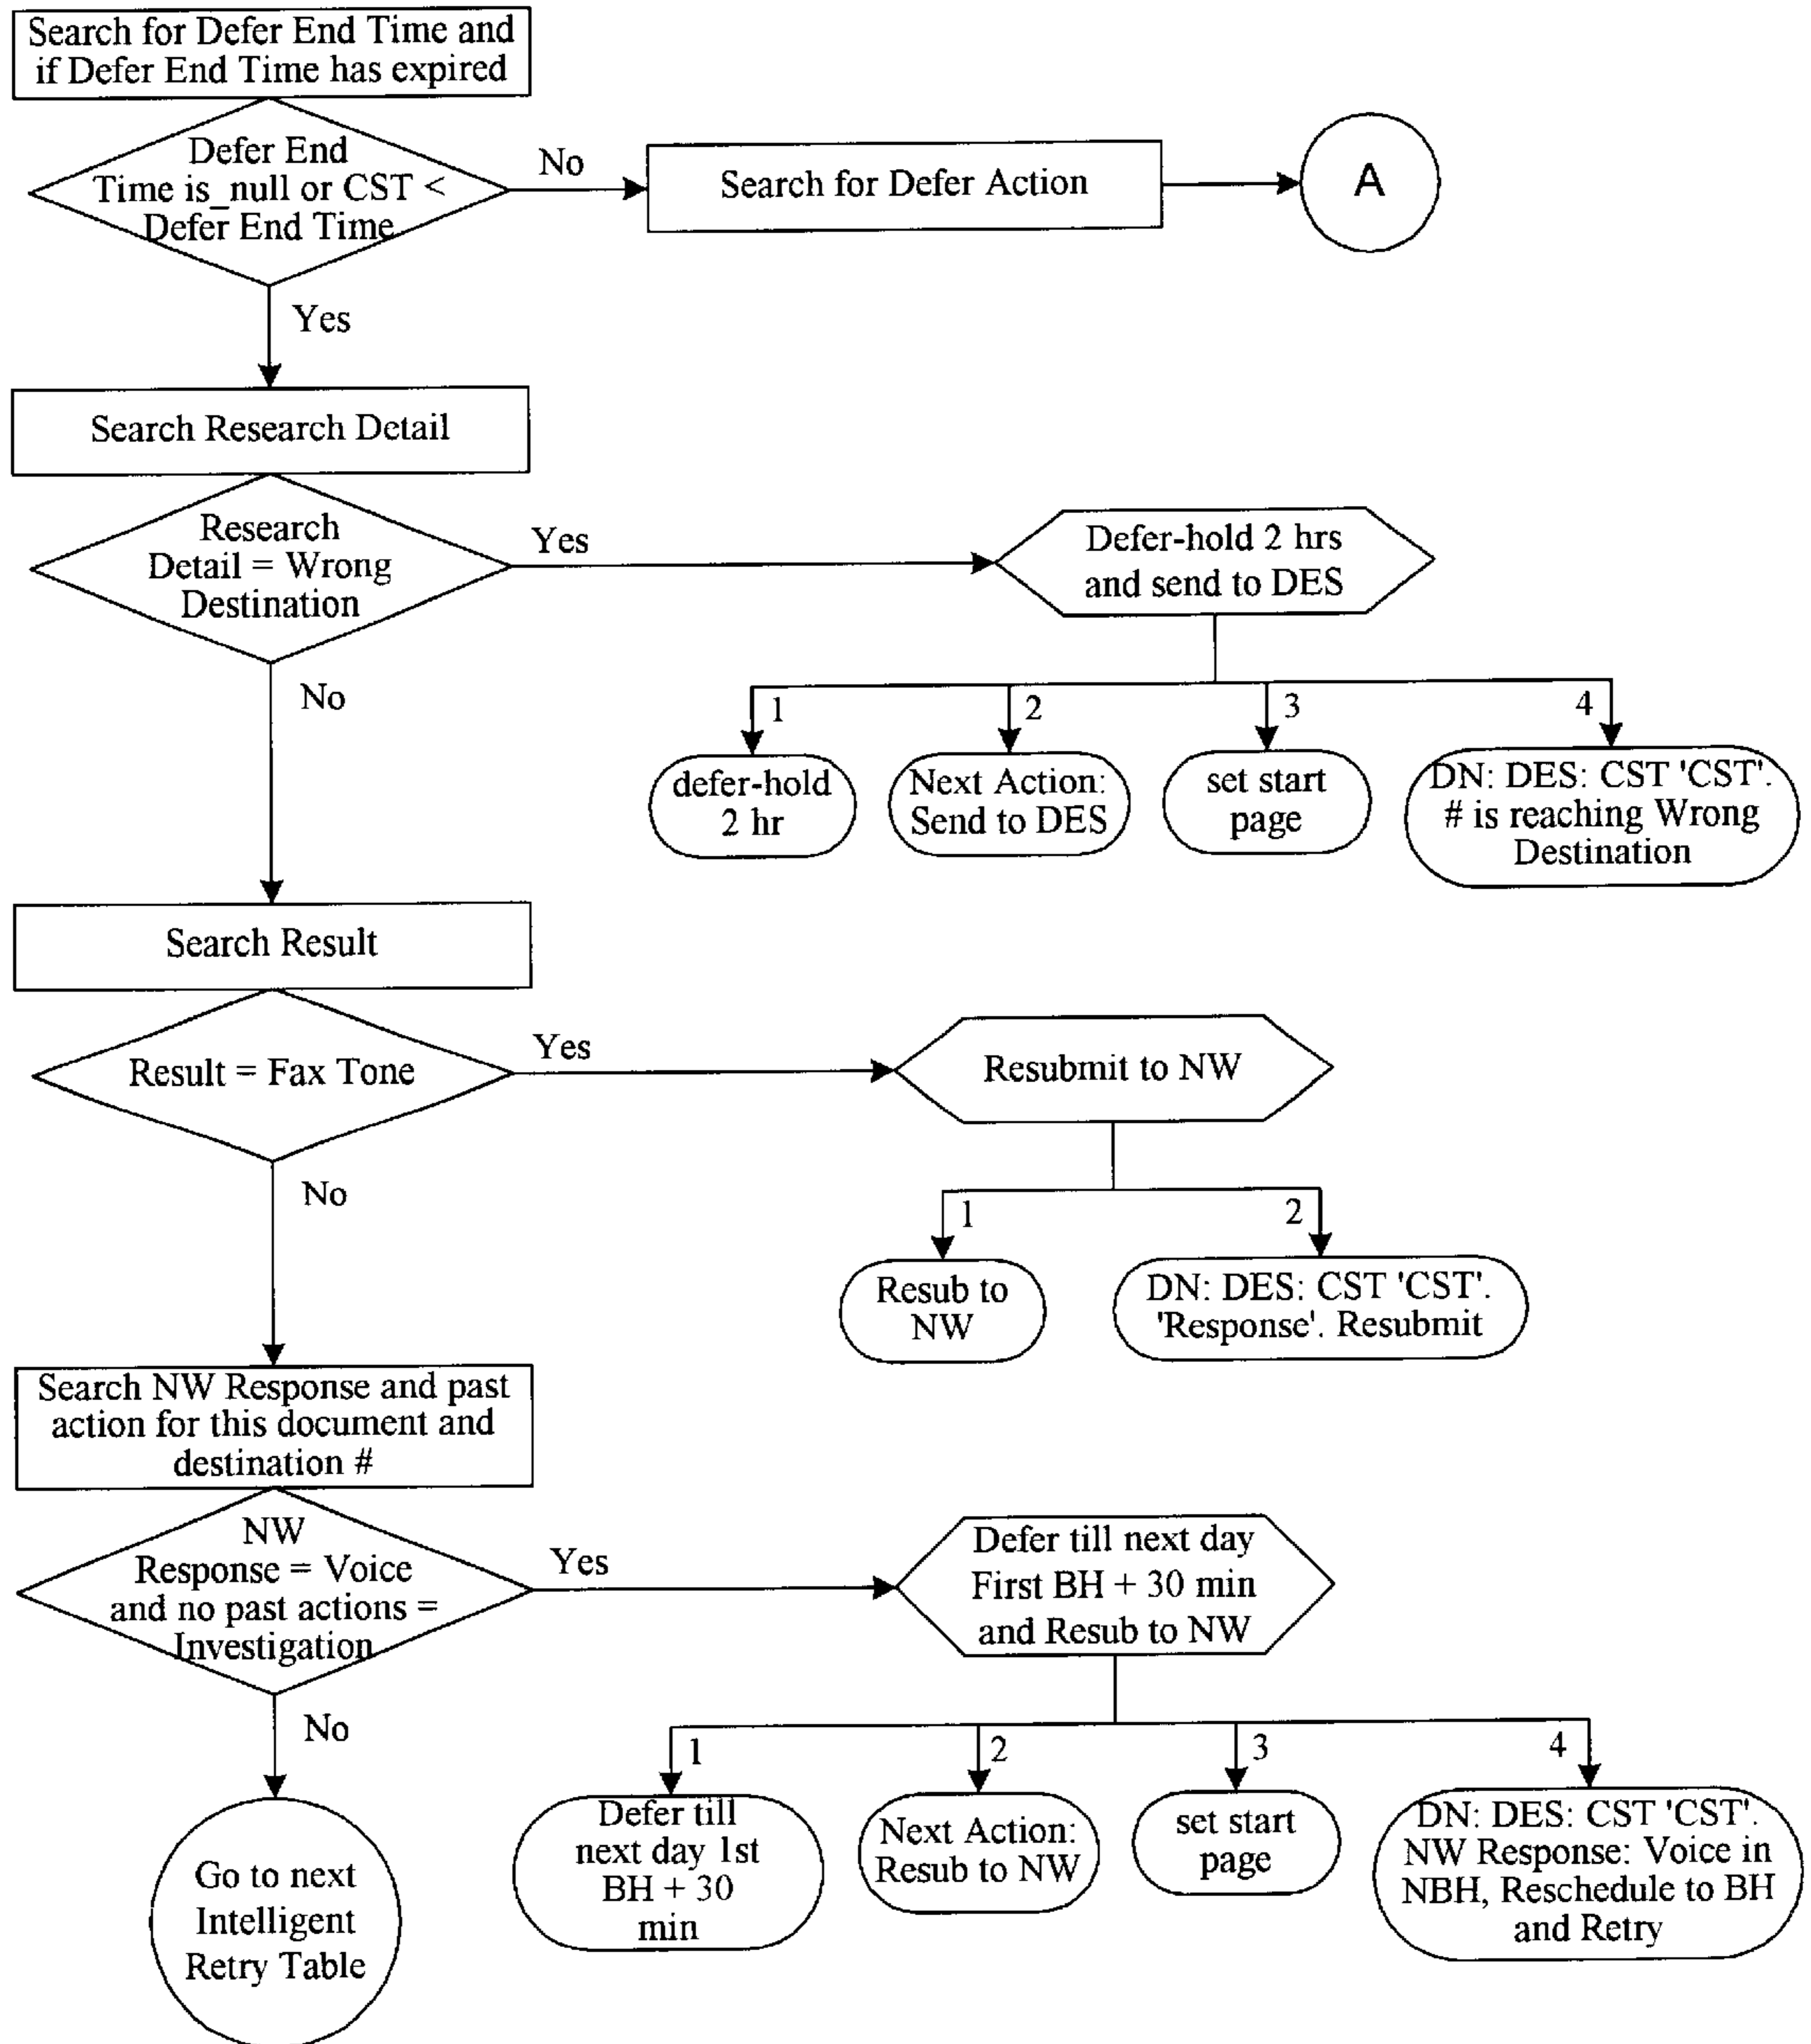 Search for Defer End Time and
if Defer End Time has expired
Defer End
Time is_null or CST <
Defer End Time
No
Search for Defer Action
A
Yes
Search Research Detail
Research
Detail = Wrong
Destination
Yes
Defer-hold 2 hrs
and send to DES
No
1
2
3
4
defer-hold
2 hr
Next Action:
Send to DES
set start
page
DN: DES: CST 'CST'.
# is reaching Wrong
Destination
Search Result
Result = Fax Tone
Yes
Resubmit to NW
No
1
2
Resub to
NW
DN: DES: CST 'CST'.
'Response'. Resubmit
Search NW Response and past
action for this document and
destination #
NW
Response = Voice
and no past actions =
Investigation
Yes
Defer till next day
First BH + 30 min
and Resub to NW
No
1
2
3
4
Defer till
next day 1st
BH + 30
min
Next Action:
Resub to NW
set start
page
DN: DES: CST 'CST'.
NW Response: Voice in
NBH, Reschedule to BH
and Retry
Go to next
Intelligent
Retry Table